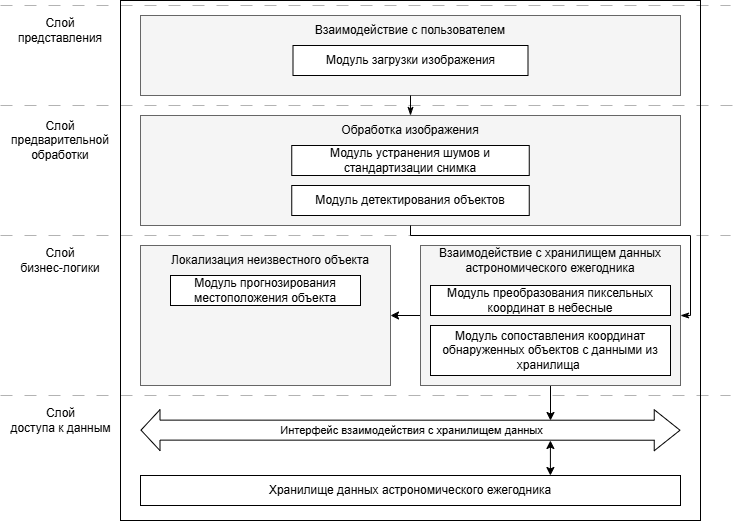 Слой
представления
Взаимодействие с пользователем
Модуль загрузки изображения
Слой
предварительной
обработки
Обработка изображения
Модуль устранения шумов и
стандартизации снимка
Модуль детектирования объектов
Слой
бизнес-логики
Локализация неизвестного объекта
Модуль прогнозирования
местоположения объекта
Взаимодействие с хранилищем данных
астрономического ежегодника
Модуль преобразования пиксельных
координат в небесные
Модуль сопоставления координат
обнаруженных объектов с данными из
хранилища
Слой
доступа к данным
Интерфейс взаимодействия с хранилищем данных
Хранилище данных астрономического ежегодника